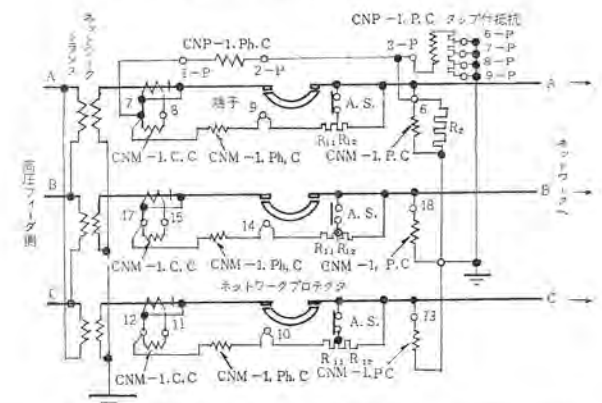 CNP-1.P.C タップ付抵抗
6-P
7-P
8-P
9-P
CNP-1.Ph.C
1-P
2-P
3-P
ネットワークトランス
A
7
8
端子
9
A.S.
6
A
R₁₁ R₁₂
R₂
CNM-1.C.C
CNM-1.Ph.C
CNM-1.P.C
高圧フィーダ側
ネットワークへ
B
17
15
14
A.S.
18
B
R₁₁ R₁₂
CNM-1.C.C
CNM-1.Ph.C
CNM-1.P.C
ネットワークプロテクタ
C
12
11
10
A.S.
13
C
R₁₁ R₁₂
CNM-1.C.C
CNM-1.Ph.C
CNM-1.P.C